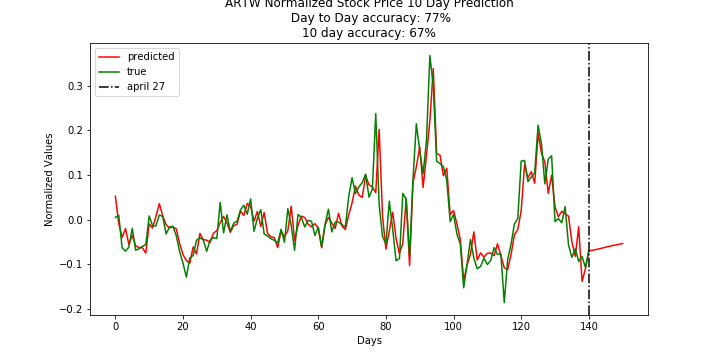 ARTW Normalized Stock Price 10 Day Prediction
Day to Day accuracy: 77%
10 day accuracy: 67%
predicted
true
april 27
Normalized Values
0.3
0.2
0.1
0.0
−0.1
−0.2
0
20
40
60
80
100
120
140
Days